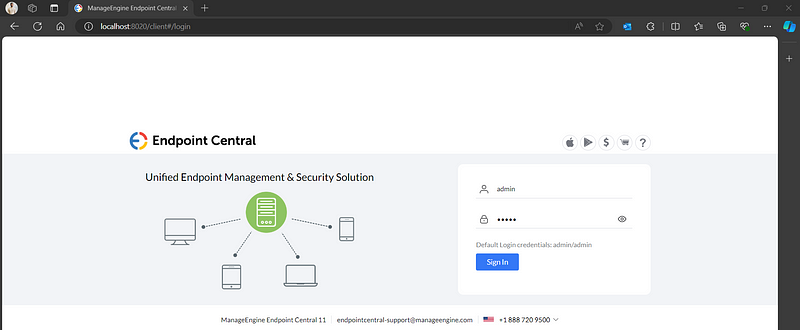 ManageEngine Endpoint Central
localhost:8020/client#/login
Endpoint Central
Unified Endpoint Management & Security Solution
admin
•••••
Default Login credentials: admin/admin
Sign In
ManageEngine Endpoint Central 11 | endpointcentral-support@manageengine.com | +1 888 720 9500